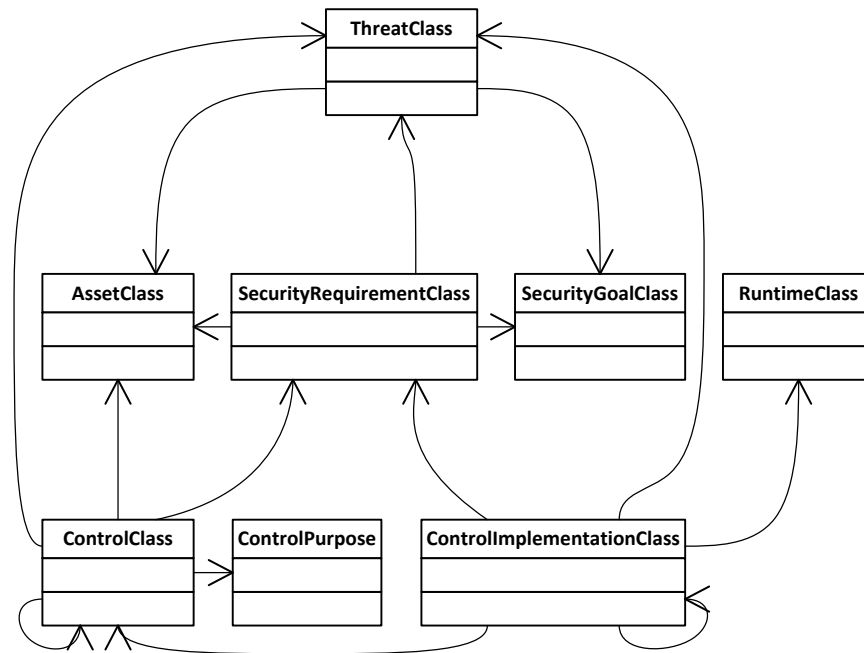 ThreatClass
AssetClass
SecurityRequirementClass
SecurityGoalClass
RuntimeClass
ControlClass
ControlPurpose
ControlImplementationClass